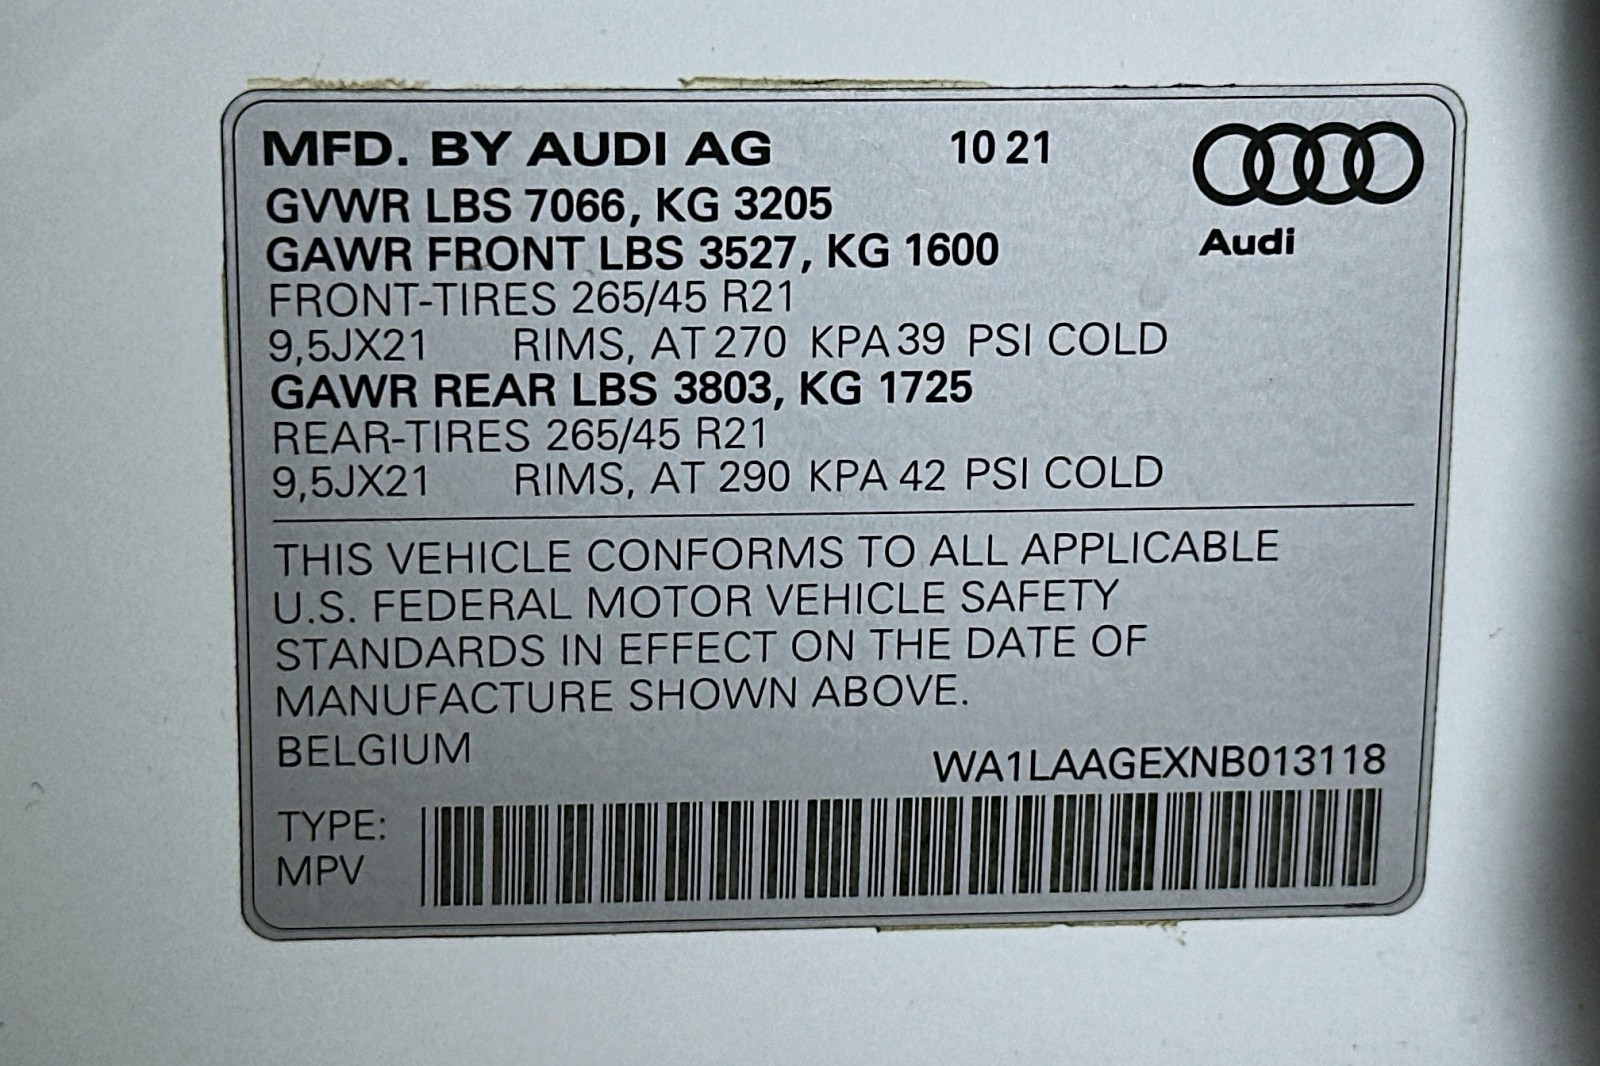 MFD. BY AUDI AG 10 21
GVWR LBS 7066, KG 3205
GAWR FRONT LBS 3527, KG 1600
Audi
FRONT-TIRES 265/45 R21
9,5JX21 RIMS, AT 270 KPA 39 PSI COLD
GAWR REAR LBS 3803, KG 1725
REAR-TIRES 265/45 R21
9,5JX21 RIMS, AT 290 KPA 42 PSI COLD
THIS VEHICLE CONFORMS TO ALL APPLICABLE
U.S. FEDERAL MOTOR VEHICLE SAFETY
STANDARDS IN EFFECT ON THE DATE OF
MANUFACTURE SHOWN ABOVE.
BELGIUM
WA1LAAGEXNB013118
TYPE:
MPV